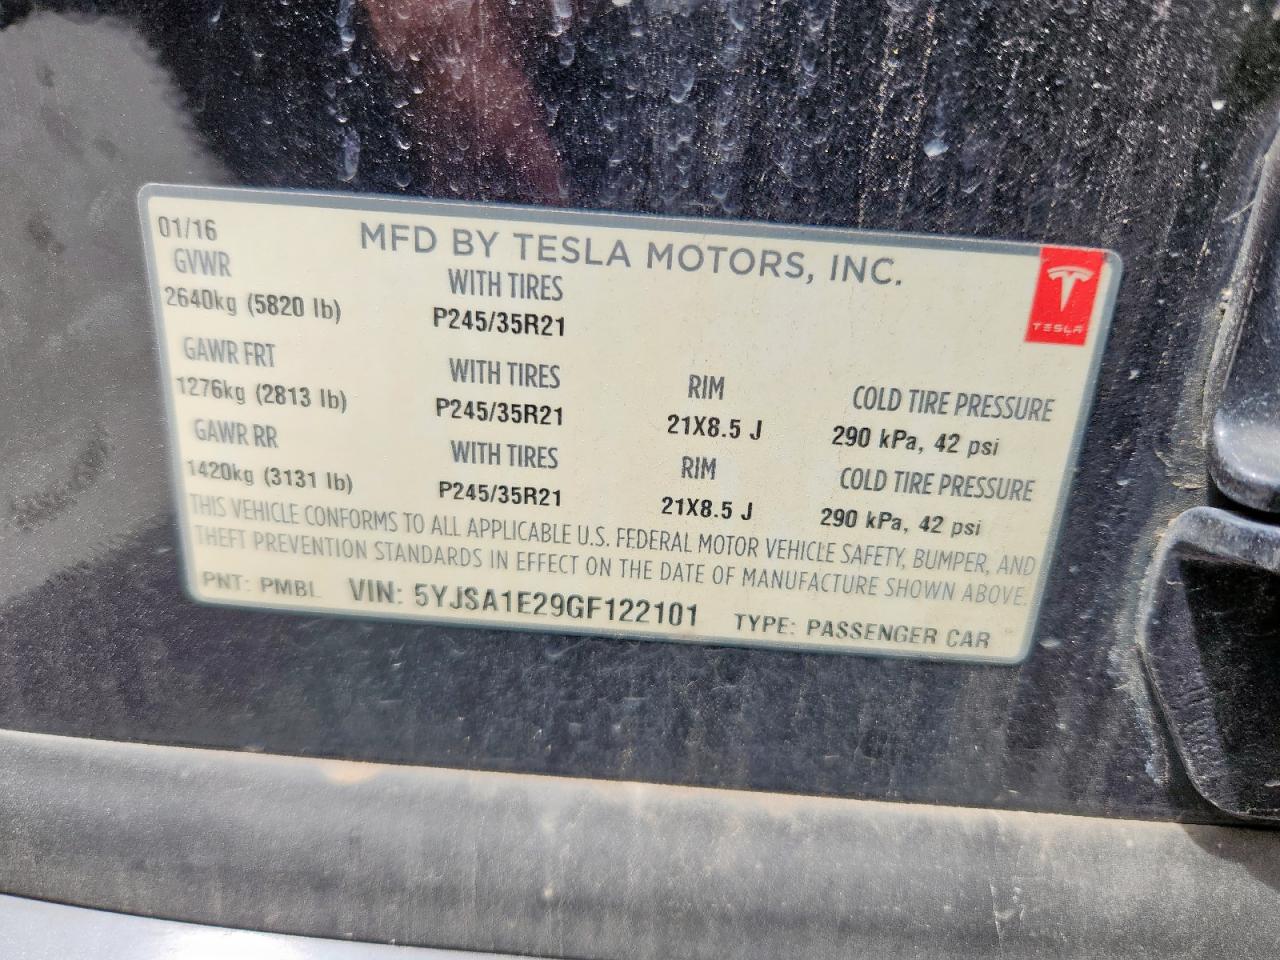 01/16 MFD BY TESLA MOTORS, INC.
GVWR WITH TIRES
2640kg (5820 lb) P245/35R21
TESLA
GAWR FRT WITH TIRES RIM COLD TIRE PRESSURE
1276kg (2813 lb) P245/35R21 21X8.5 J 290 kPa, 42 psi
GAWR RR WITH TIRES RIM COLD TIRE PRESSURE
1420kg (3131 lb) P245/35R21 21X8.5 J 290 kPa, 42 psi
THIS VEHICLE CONFORMS TO ALL APPLICABLE U.S. FEDERAL MOTOR VEHICLE SAFETY, BUMPER, AND
THEFT PREVENTION STANDARDS IN EFFECT ON THE DATE OF MANUFACTURE SHOWN ABOVE.
PNT: PMBL VIN: 5YJSA1E29GF122101 TYPE: PASSENGER CAR